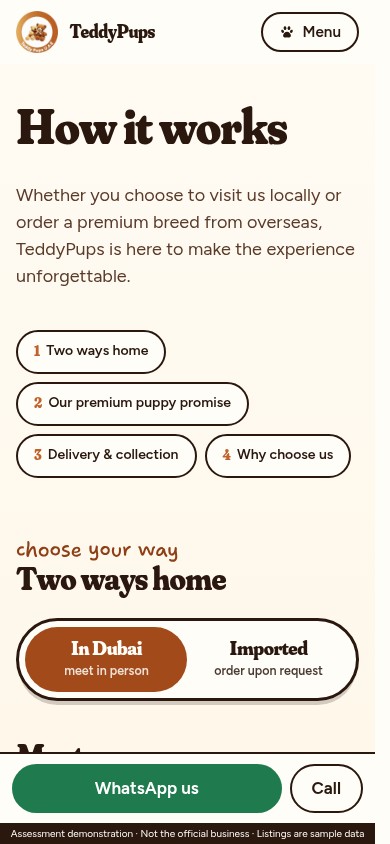 TeddyPups
Menu
How it works
Whether you choose to visit us locally or
order a premium breed from overseas,
TeddyPups is here to make the experience
unforgettable.
1 Two ways home
2 Our premium puppy promise
3 Delivery & collection
4 Why choose us
choose your way
Two ways home
In Dubai
meet in person
Imported
order upon request
WhatsApp us
Call
Assessment demonstration · Not the official business · Listings are sample data